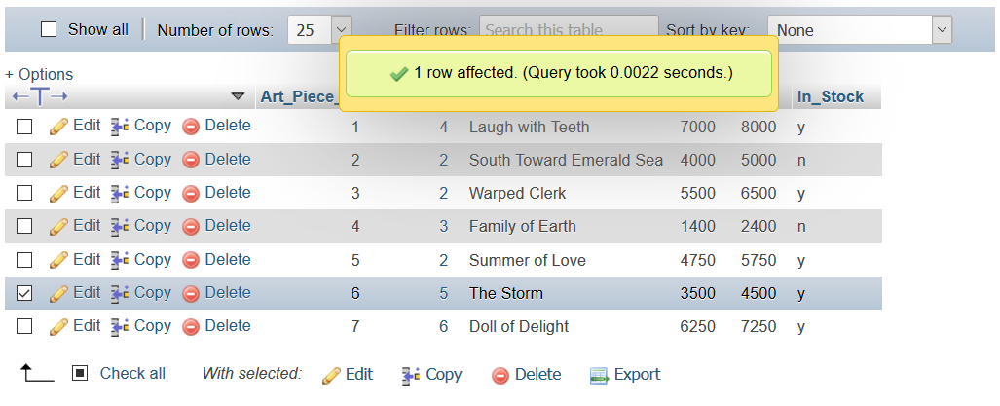 Show all Number of rows: 25 Filter rows: Search this table Sort by key: None
1 row affected. (Query took 0.0022 seconds.)
+ Options
Art_Piece_ In_Stock
Edit Copy Delete 1 4 Laugh with Teeth 7000 8000 y
Edit Copy Delete 2 2 South Toward Emerald Sea 4000 5000 n
Edit Copy Delete 3 2 Warped Clerk 5500 6500 y
Edit Copy Delete 4 3 Family of Earth 1400 2400 n
Edit Copy Delete 5 2 Summer of Love 4750 5750 y
Edit Copy Delete 6 5 The Storm 3500 4500 y
Edit Copy Delete 7 6 Doll of Delight 6250 7250 y
Check all With selected: Edit Copy Delete Export